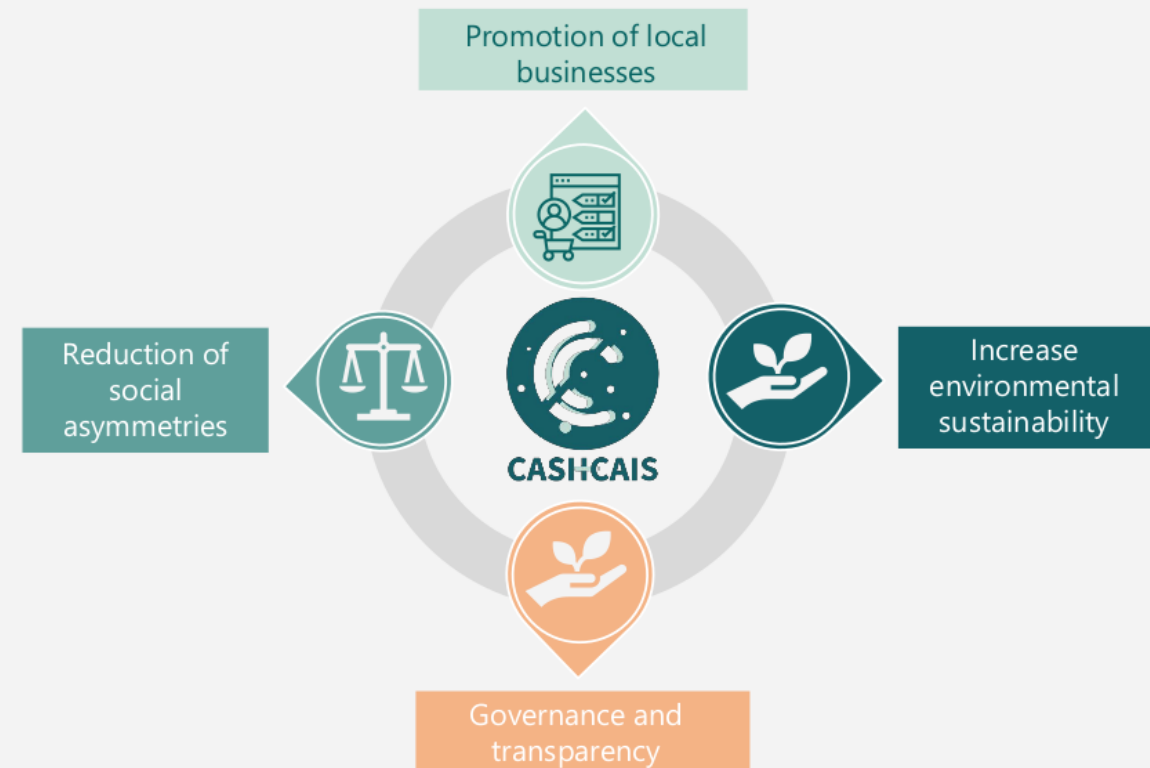 Promotion of local
businesses
Reduction of
social
asymmetries
CASHCAIS
Increase
environmental
sustainability
Governance and
transparency